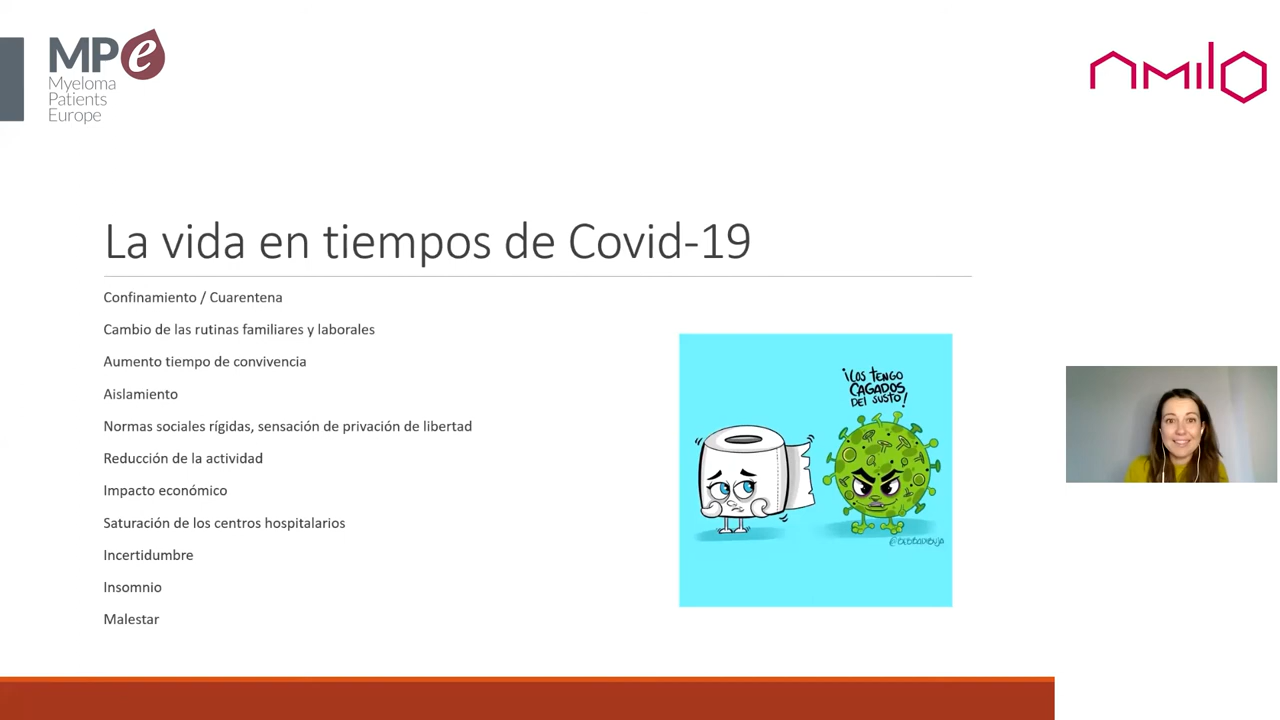 MPe
Myeloma
Patients
Europe
amilo
La vida en tiempos de Covid-19
Confinamiento / Cuarentena
Cambio de las rutinas familiares y laborales
Aumento tiempo de convivencia
Aislamiento
Normas sociales rígidas, sensación de privación de libertad
Reducción de la actividad
Impacto económico
Saturación de los centros hospitalarios
Incertidumbre
Insomnio
Malestar
¡LOS TENGO
CAGADOS
DEL SUSTO!